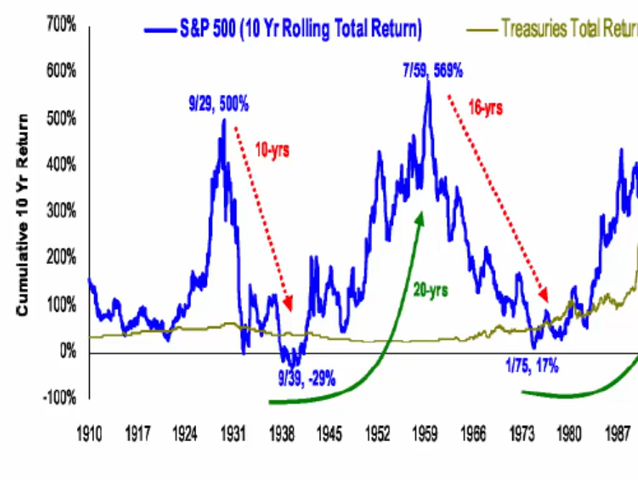 700%
S&P 500 (10 Yr Rolling Total Return)
Treasuries Total Return
600%
7/59, 569%
9/29, 500%
500%
16-yrs
10-yrs
400%
300%
20-yrs
200%
100%
0%
1/75, 17%
9/39, -29%
-100%
Cumulative 10 Yr Return
1910 1917 1924 1931 1938 1945 1952 1959 1966 1973 1980 1987